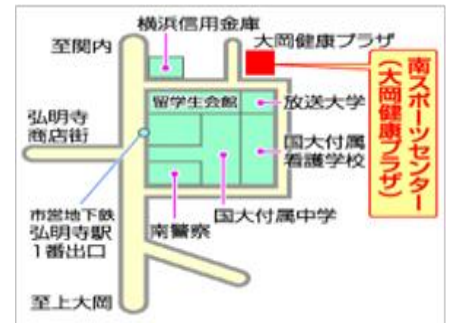 横浜信用金庫
至関内
大岡健康プラザ
留学生会館
放送大学
弘明寺
商店街
国大付属
看護学校
南スポーツセンター
（大岡健康プラザ）
市営地下鉄
弘明寺駅
1番出口
南警察
国大付属中学
至上大岡